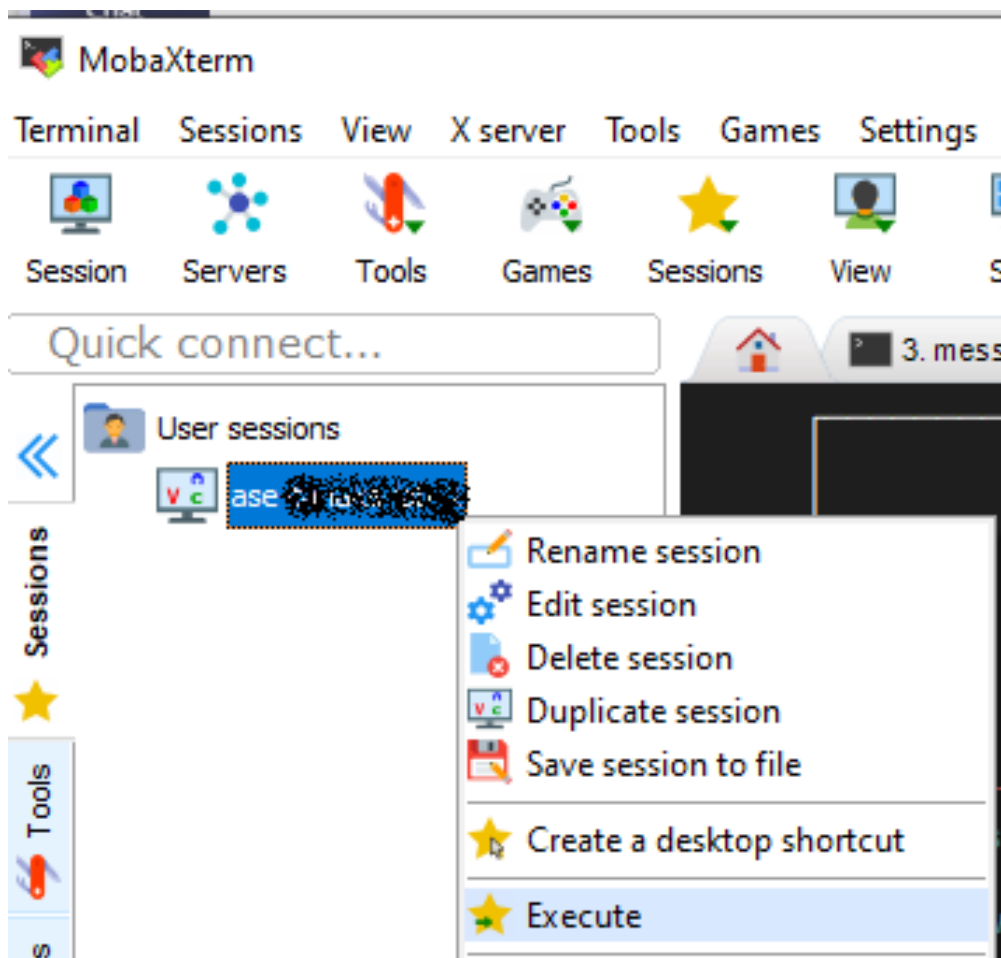 MobaXterm
Terminal Sessions View X server Tools Games Settings
Session Servers Tools Games Sessions View
Quick connect...
3. mess
User sessions
ase
Sessions
Tools
Rename session
Edit session
Delete session
Duplicate session
Save session to file
Create a desktop shortcut
Execute